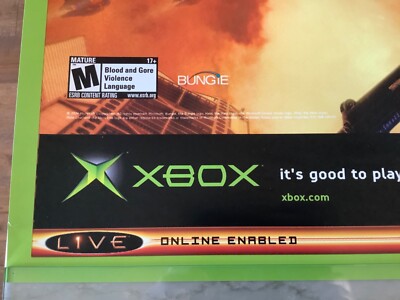 MATURE 17+
M
Blood and Gore
Violence
Language
ESRB CONTENT RATING www.esrb.org
BUNGiE
XBOX
it's good to play
xbox.com
LIVE ONLINE ENABLED